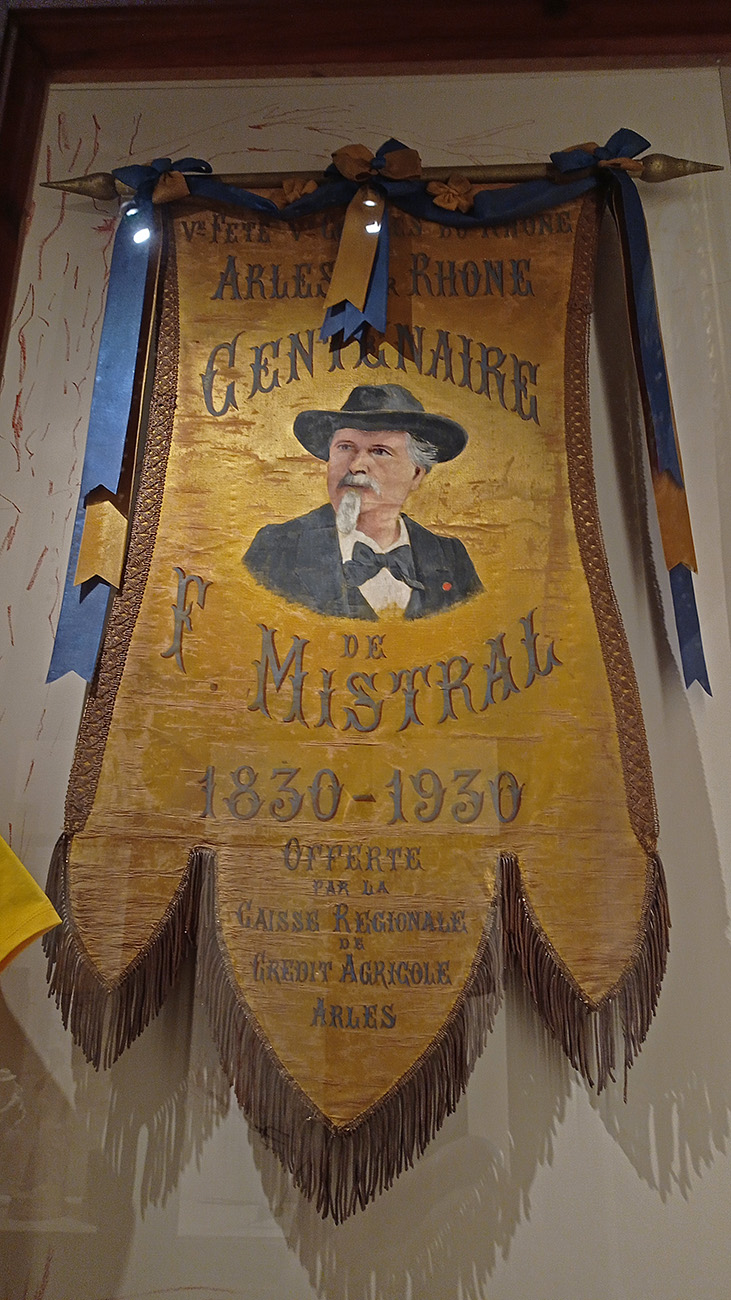 Vᵉ FETE
RHONE
ARLES RHONE
CENTENAIRE
DE
F. MISTRAL
1830-1930
OFFERTE
PAR LA
CAISSE REGIONALE
DE
CREDIT AGRICOLE
ARLES